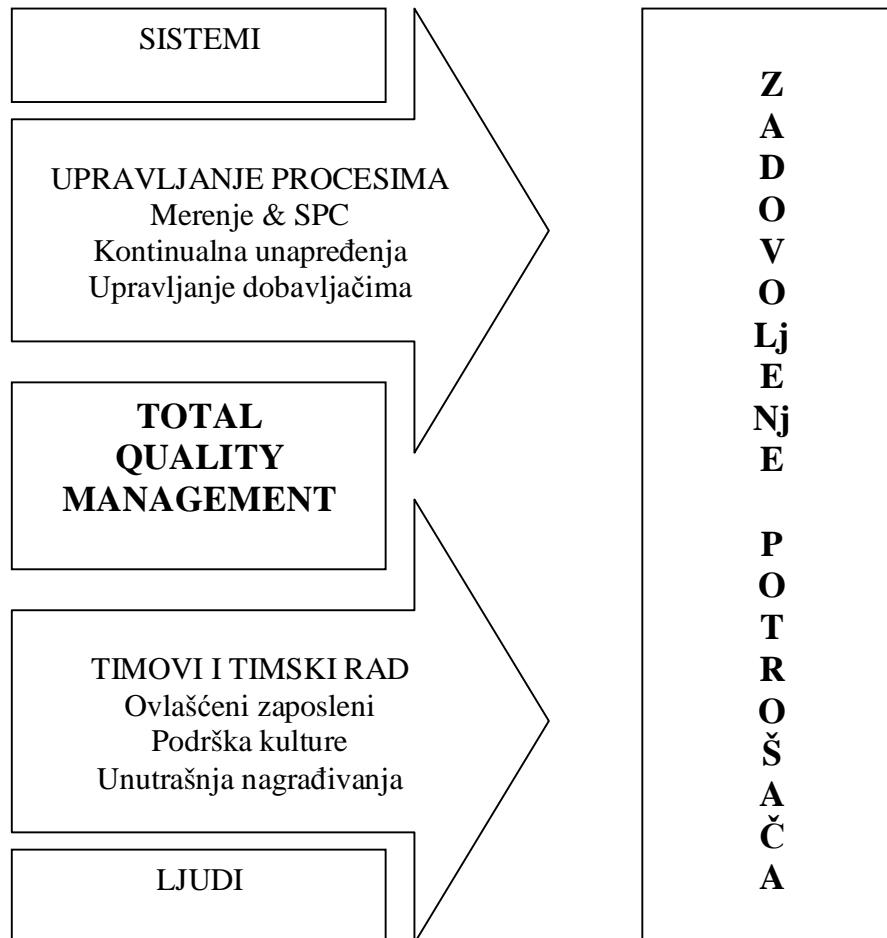 SISTEMI
UPRAVLJANJE PROCESIMA
Merenje & SPC
Kontinualna unapređenja
Upravljanje dobavljačima
TOTAL
QUALITY
MANAGEMENT
TIMOVI I TIMSKI RAD
Ovlašćeni zaposleni
Podrška kulture
Unutrašnja nagrađivanja
LJUDI
Z
A
D
O
V
O
Lj
E
Nj
E
P
O
T
R
O
Š
A
Č
A